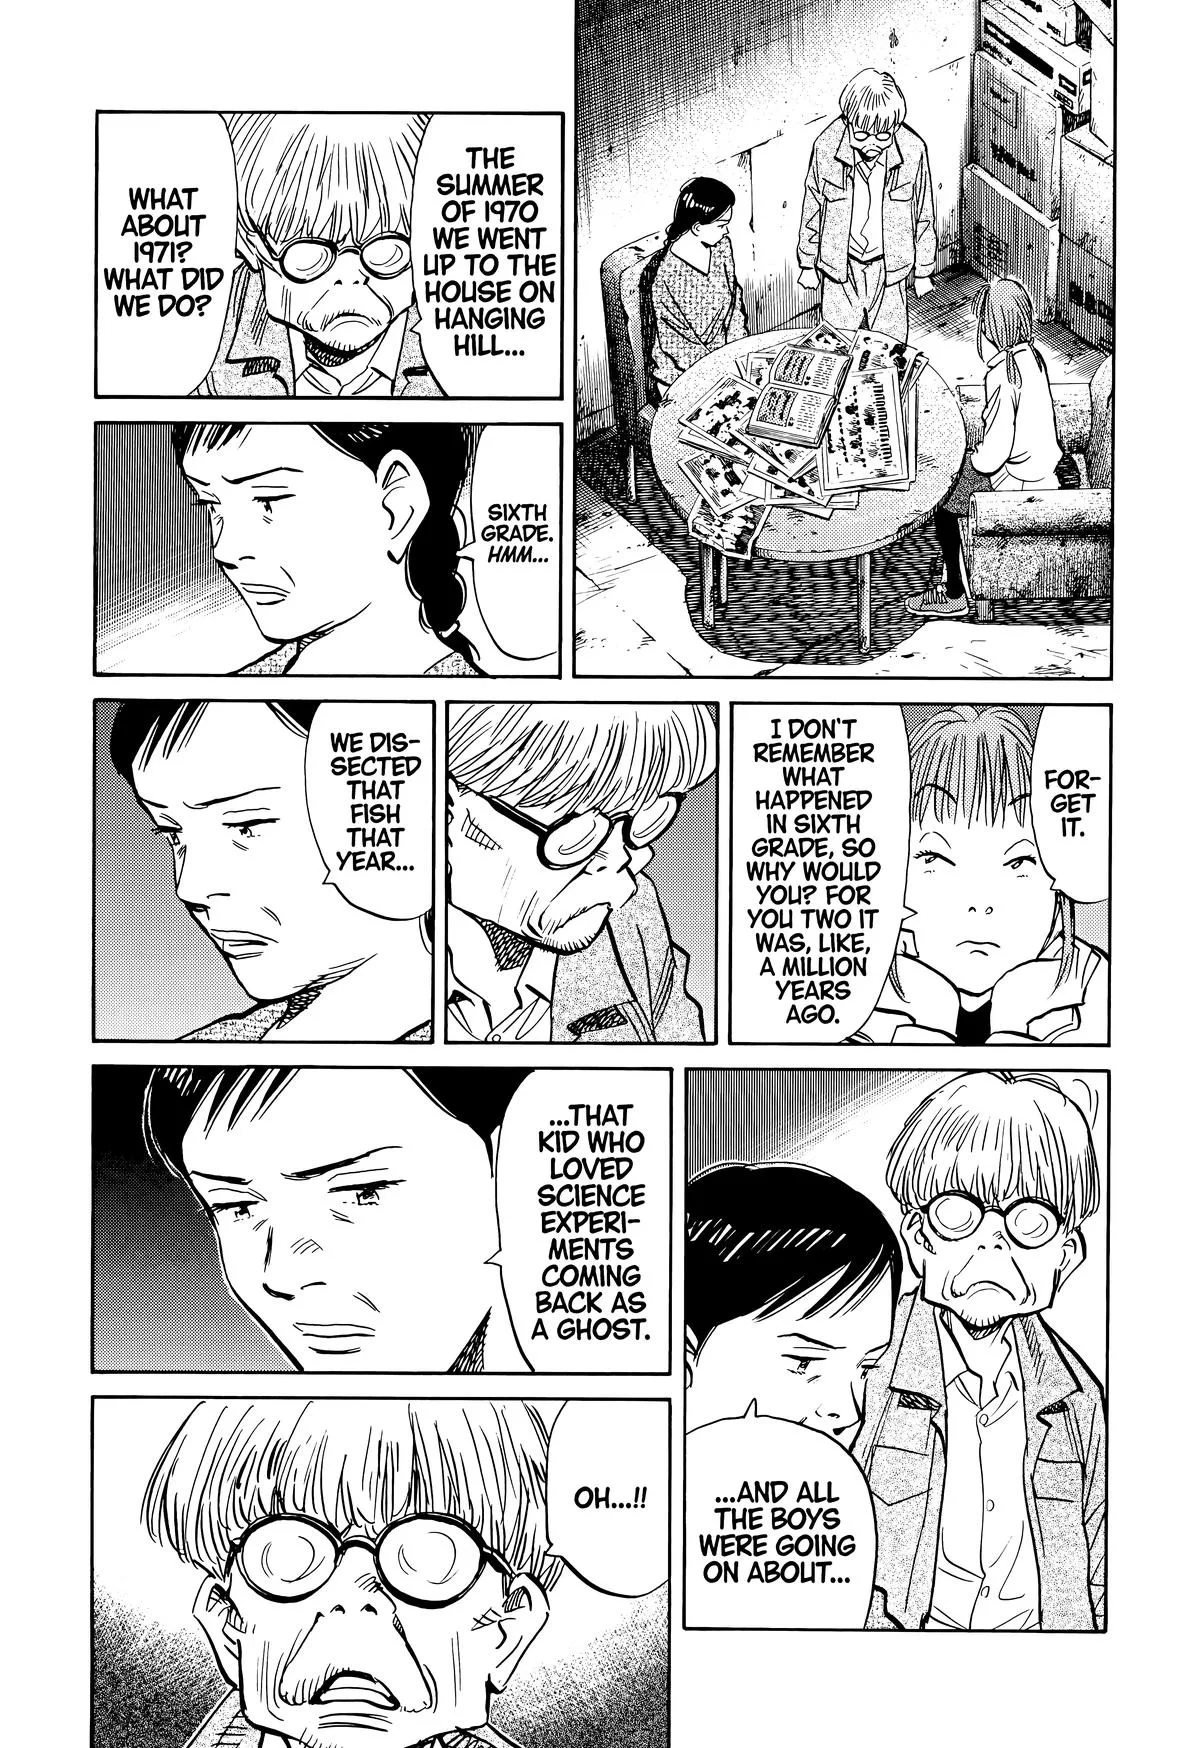 THE
SUMMER
OF 1970
WE WENT
UP TO THE
HOUSE ON
HANGING
HILL...
WHAT
ABOUT
1971?
WHAT DID
WE DO?
SIXTH
GRADE.
HMM...
FOR-
GET
IT.
I DON'T
REMEMBER
WHAT
HAPPENED
IN SIXTH
GRADE, SO
WHY WOULD
YOU? FOR
YOU TWO IT
WAS, LIKE,
A MILLION
YEARS
AGO.
WE DIS-
SECTED
THAT
FISH
THAT
YEAR...
...AND ALL
THE BOYS
WERE GOING
ON ABOUT...
...THAT
KID WHO
LOVED
SCIENCE
EXPERI-
MENTS
COMING
BACK AS
A GHOST.
OH...!!